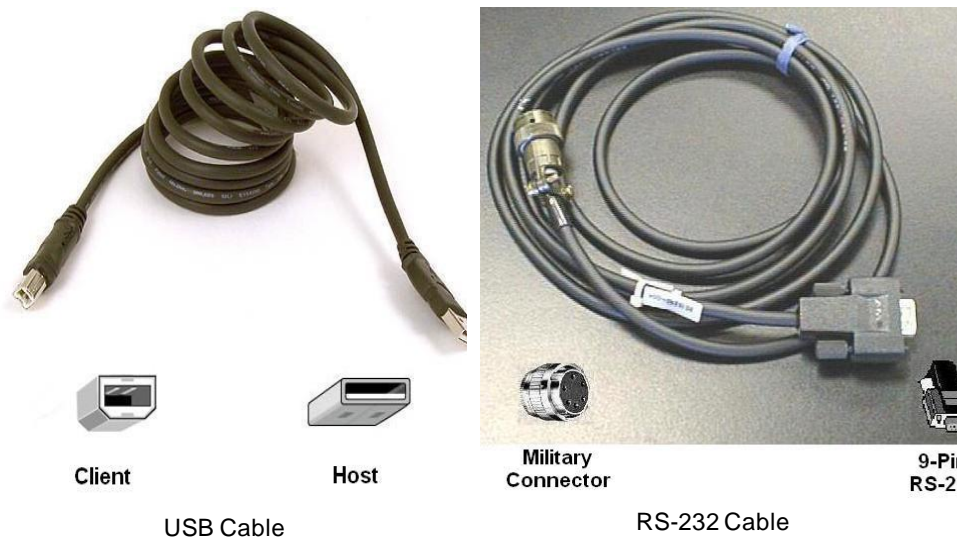 Client
Host
USB Cable
Military
Connector
9-Pi
RS-2
RS-232 Cable